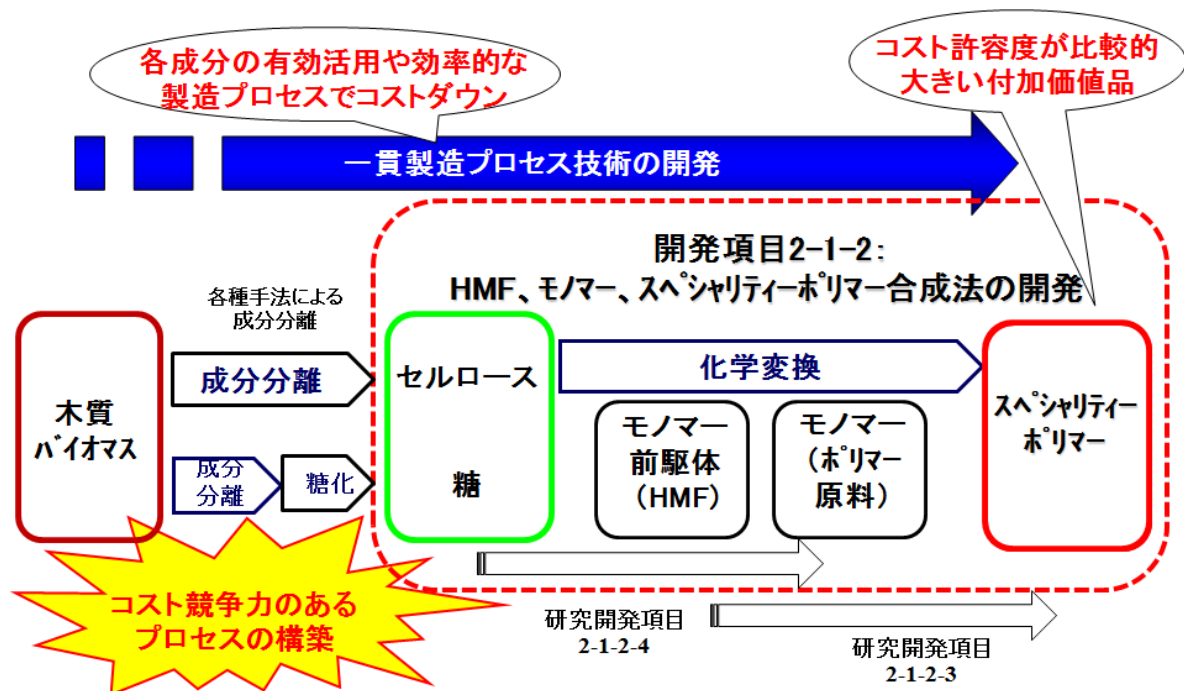 各成分の有効活用や効率的な
製造プロセスでコストダウン
コスト許容度が比較的
大きい付加価値品
一貫製造プロセス技術の開発
開発項目2-1-2:
HMF、ﾓﾉﾏｰ、ｽﾍﾟｼｬﾘﾃｨｰﾎﾟﾘﾏｰ合成法の開発
各種手法による
成分分離
成分分離
セルロース
化学変換
木質
ﾊﾞｲｵﾏｽ
モノマー
前駆体
(HMF)
モノマー
(ﾎﾟﾘﾏｰ
原料)
ｽﾍﾟｼｬﾘﾃｨｰ
ﾎﾟﾘﾏｰ
成分
分離
糖化
糖
コスト競争力のある
プロセスの構築
研究開発項目
2-1-2-4
研究開発項目
2-1-2-3